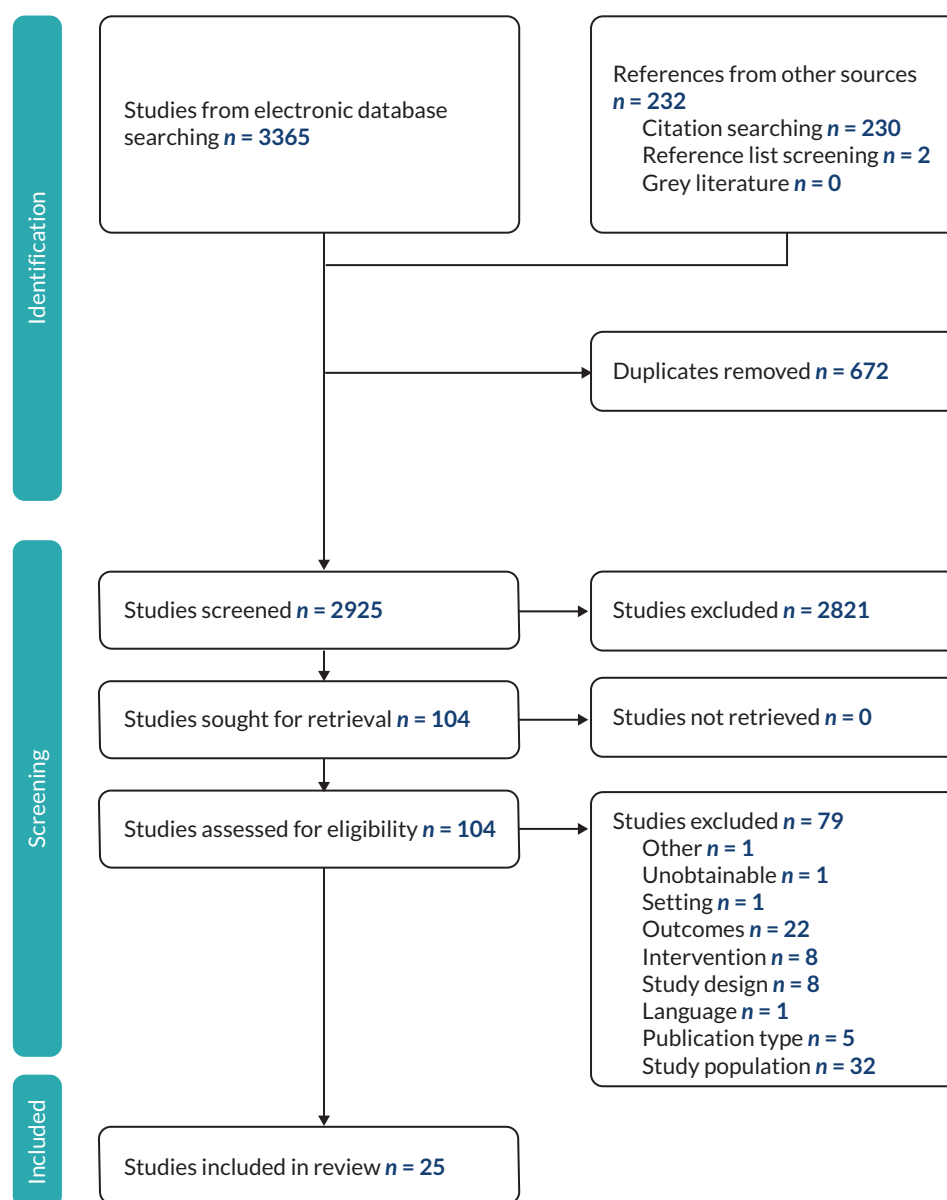 Identification
Studies from electronic database
searching n = 3365
References from other sources
n = 232
Citation searching n = 230
Reference list screening n = 2
Grey literature n = 0
Duplicates removed n = 672
Screening
Studies screened n = 2925
Studies excluded n = 2821
Studies sought for retrieval n = 104
Studies not retrieved n = 0
Studies assessed for eligibility n = 104
Studies excluded n = 79
Other n = 1
Unobtainable n = 1
Setting n = 1
Outcomes n = 22
Intervention n = 8
Study design n = 8
Language n = 1
Publication type n = 5
Study population n = 32
Included
Studies included in review n = 25